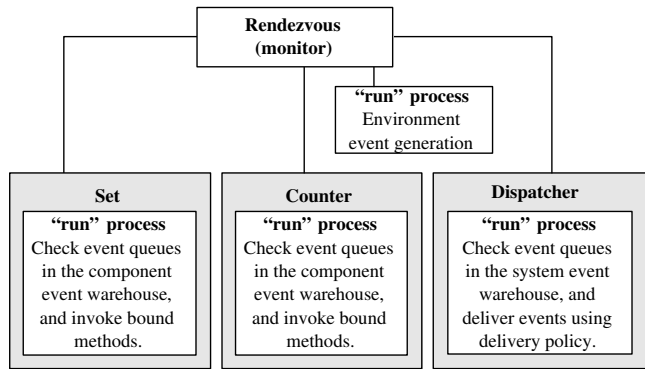 Rendezvous
(monitor)
“run” process
Environment
event generation
Set
“run” process
Check event queues
in the component
event warehouse,
and invoke bound
methods.
Counter
“run” process
Check event queues
in the component
event warehouse,
and invoke bound
methods.
Dispatcher
“run” process
Check event queues
in the system event
warehouse, and
deliver events using
delivery policy.